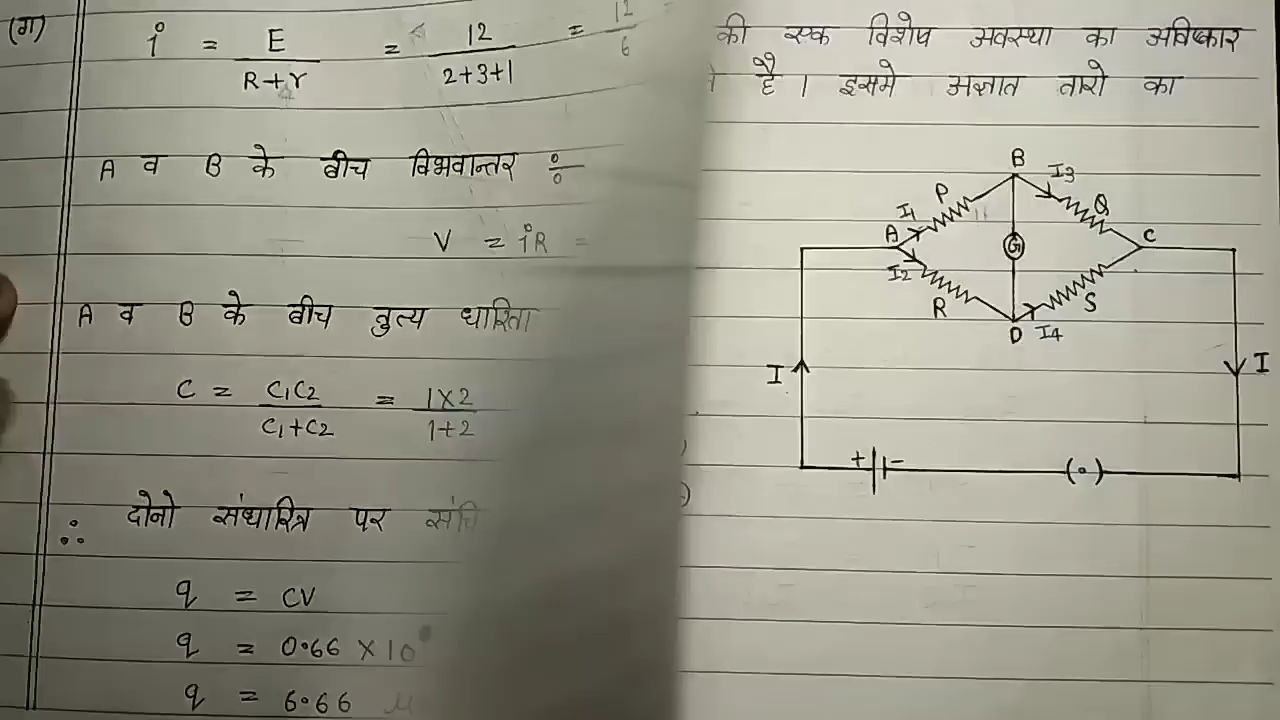 (ग) i = E / R+r = 12 / 2+3+1 = 12 / 6
A व B के बीच विभवान्तर ÷
V = iR =
A व B के बीच तुल्य धारिता
C = C1C2 / C1+C2 = 1×2 / 1+2
∴ दोनो संधारित्र पर
q = CV
q = 0.66 × 10
q = 6.66 μ
की एक विशेष अवस्था का अविष्कार
है । इसमे अज्ञात तारो का
B
P I3
I1 Q
A G C
I2
R S
D I4
I I
+ -